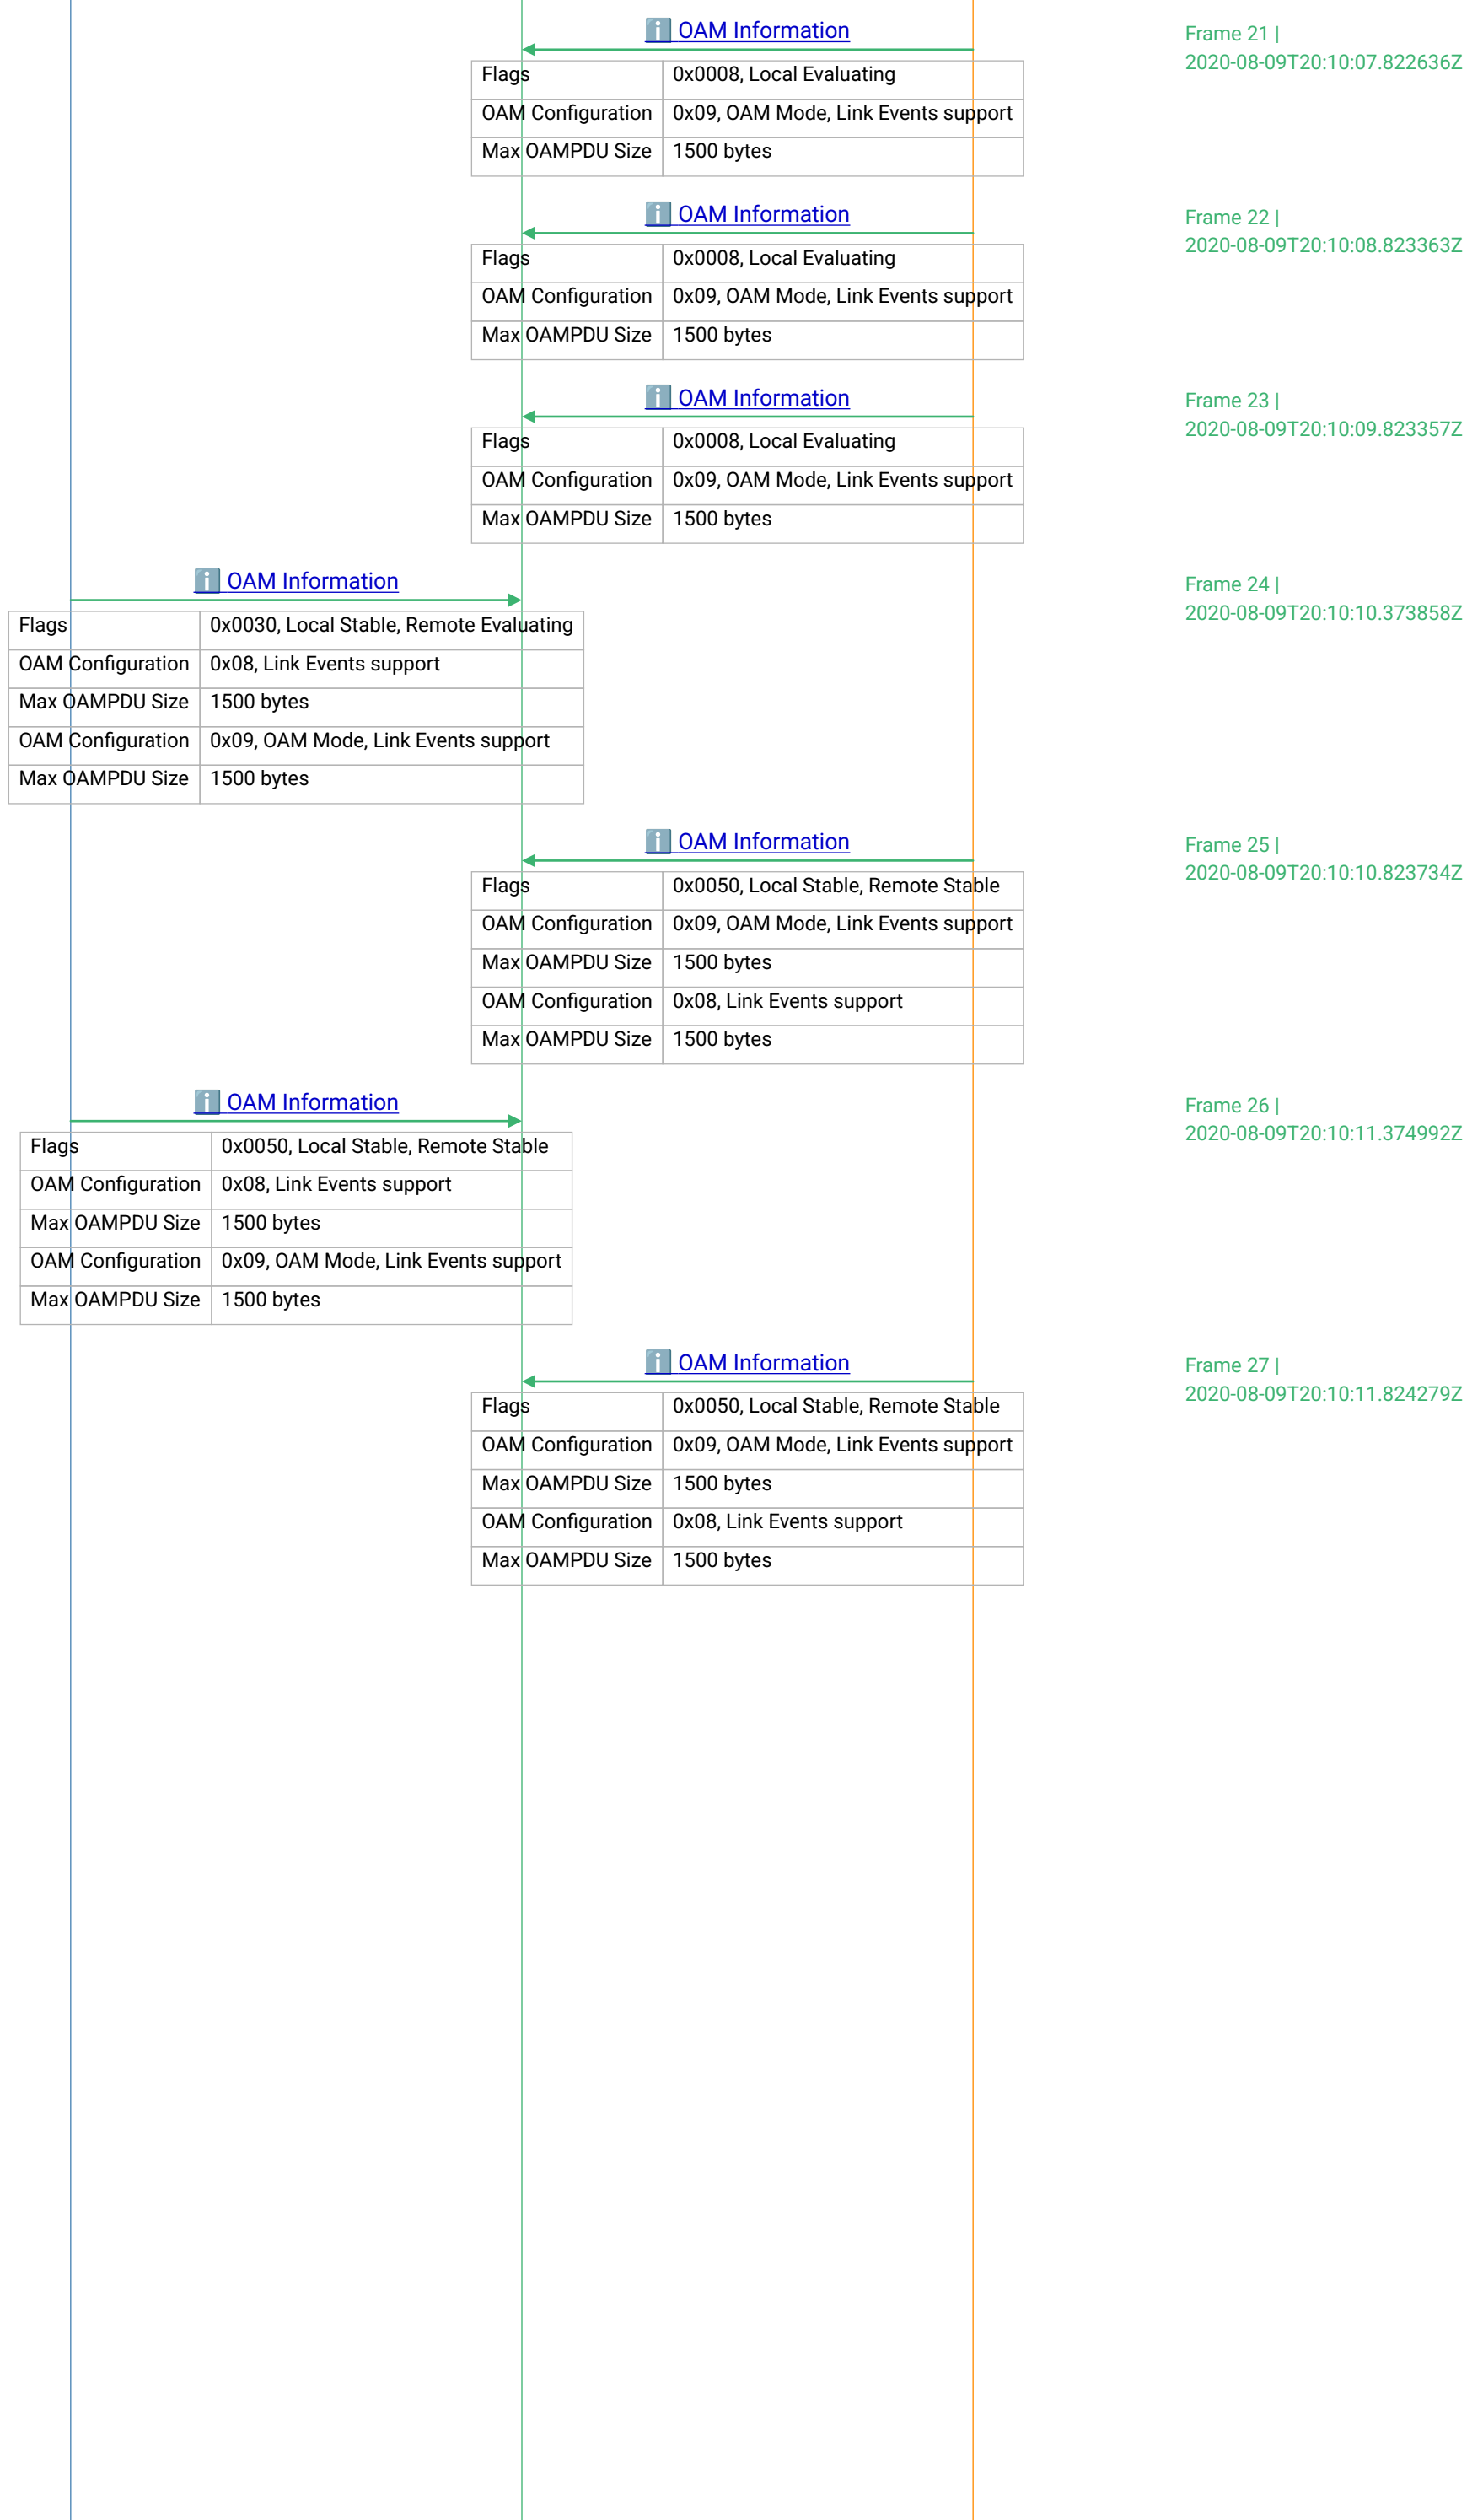 ℹ️ OAM Information
Frame 21 |
2020-08-09T20:10:07.822636Z
Flags 0x0008, Local Evaluating
OAM Configuration 0x09, OAM Mode, Link Events support
Max OAMPDU Size 1500 bytes
ℹ️ OAM Information
Frame 22 |
2020-08-09T20:10:08.823363Z
Flags 0x0008, Local Evaluating
OAM Configuration 0x09, OAM Mode, Link Events support
Max OAMPDU Size 1500 bytes
ℹ️ OAM Information
Frame 23 |
2020-08-09T20:10:09.823357Z
Flags 0x0008, Local Evaluating
OAM Configuration 0x09, OAM Mode, Link Events support
Max OAMPDU Size 1500 bytes
ℹ️ OAM Information
Frame 24 |
2020-08-09T20:10:10.373858Z
Flags 0x0030, Local Stable, Remote Evaluating
OAM Configuration 0x08, Link Events support
Max OAMPDU Size 1500 bytes
OAM Configuration 0x09, OAM Mode, Link Events support
Max OAMPDU Size 1500 bytes
ℹ️ OAM Information
Frame 25 |
2020-08-09T20:10:10.823734Z
Flags 0x0050, Local Stable, Remote Stable
OAM Configuration 0x09, OAM Mode, Link Events support
Max OAMPDU Size 1500 bytes
OAM Configuration 0x08, Link Events support
Max OAMPDU Size 1500 bytes
ℹ️ OAM Information
Frame 26 |
2020-08-09T20:10:11.374992Z
Flags 0x0050, Local Stable, Remote Stable
OAM Configuration 0x08, Link Events support
Max OAMPDU Size 1500 bytes
OAM Configuration 0x09, OAM Mode, Link Events support
Max OAMPDU Size 1500 bytes
ℹ️ OAM Information
Frame 27 |
2020-08-09T20:10:11.824279Z
Flags 0x0050, Local Stable, Remote Stable
OAM Configuration 0x09, OAM Mode, Link Events support
Max OAMPDU Size 1500 bytes
OAM Configuration 0x08, Link Events support
Max OAMPDU Size 1500 bytes